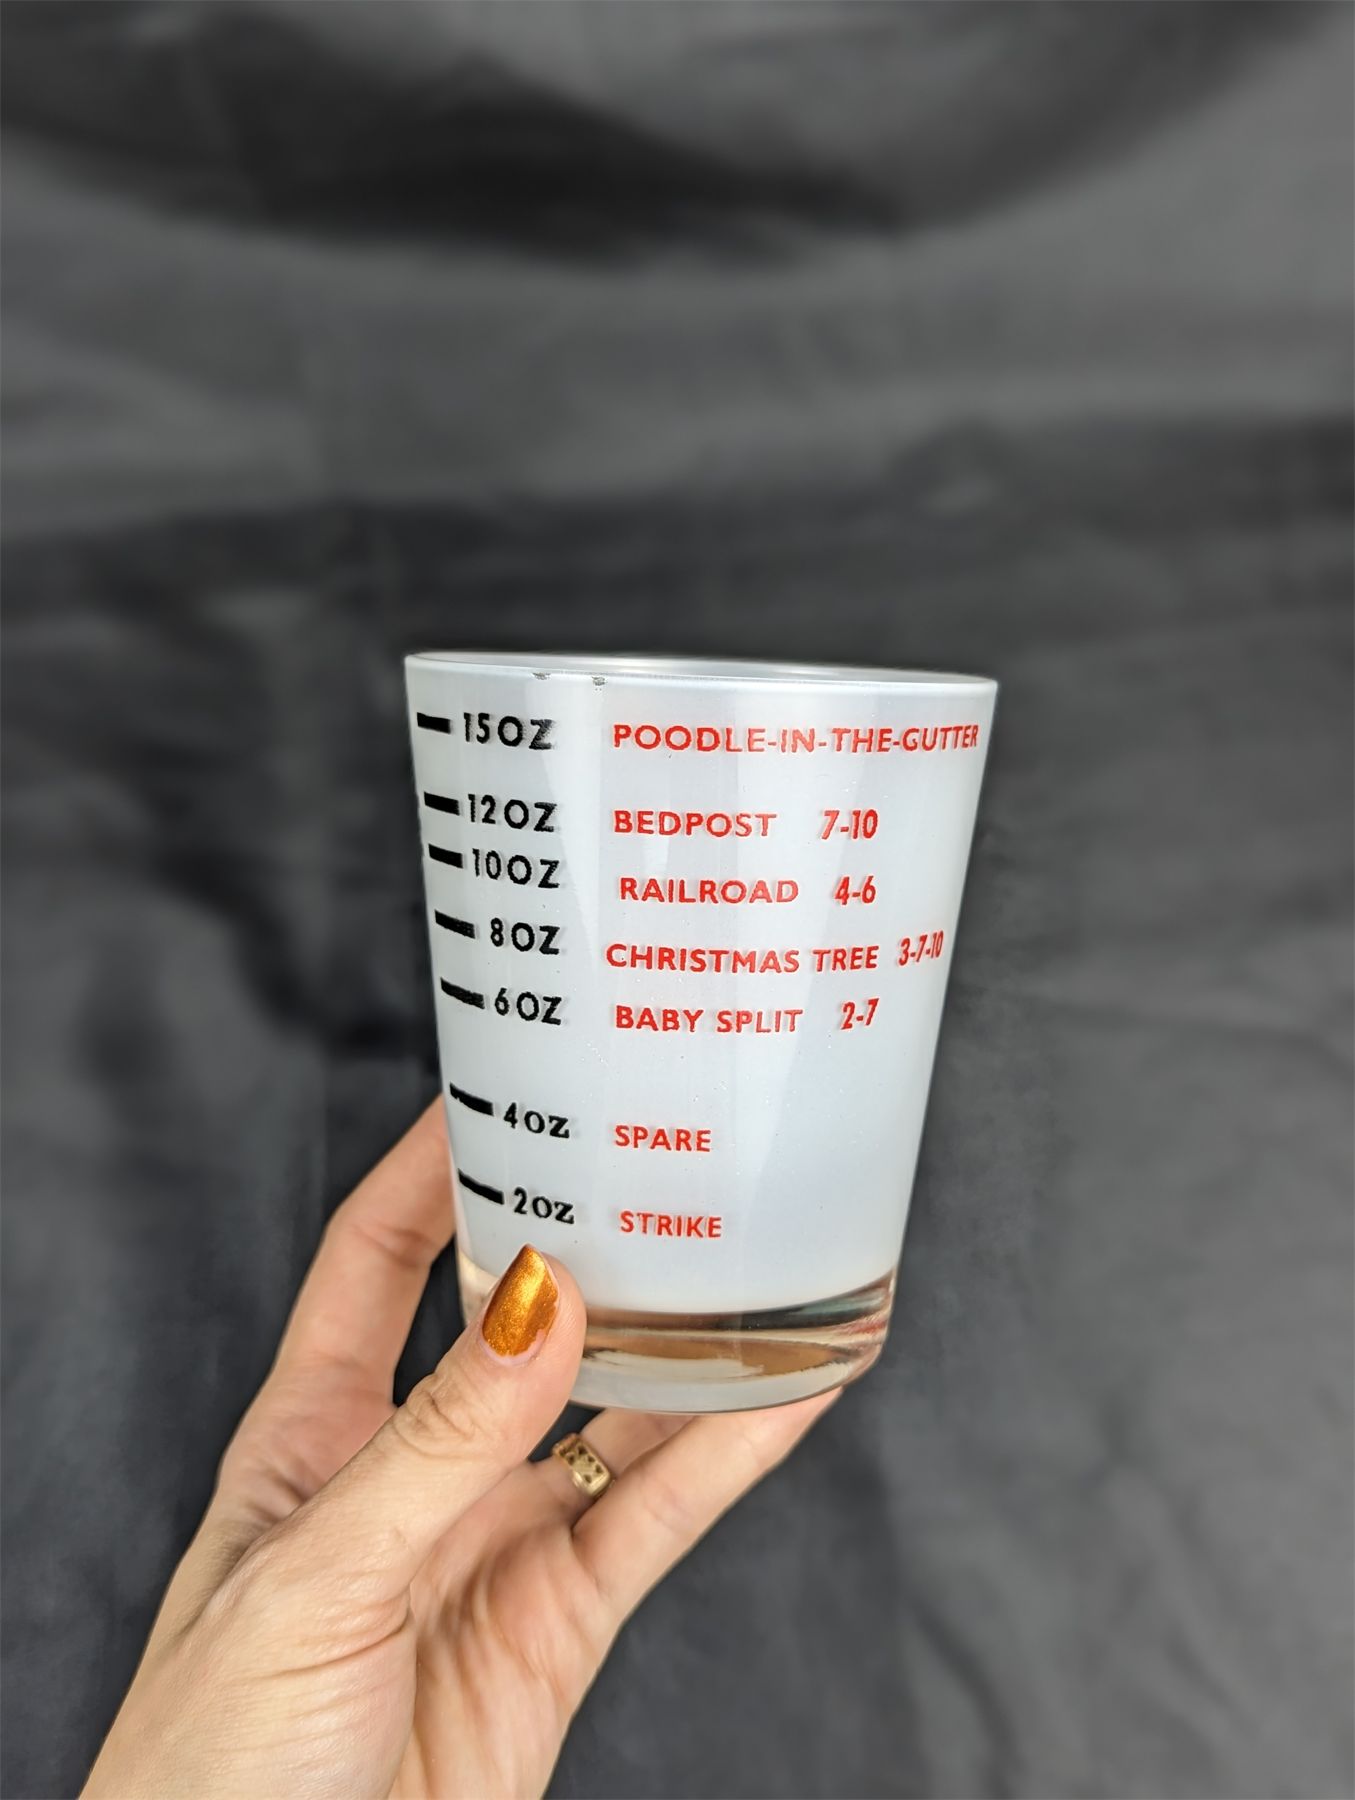 15OZ POODLE-IN-THE-GUTTER
12OZ BEDPOST 7-10
10OZ RAILROAD 4-6
8OZ CHRISTMAS TREE 3-7-10
6OZ BABY SPLIT 2-7
4OZ SPARE
2OZ STRIKE